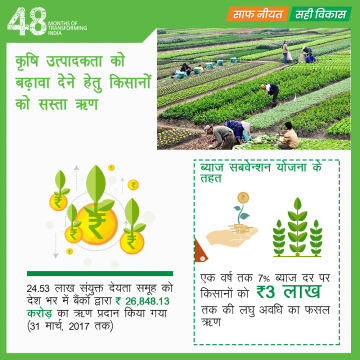 48 MONTHS OF
TRANSFORMING
INDIA
साफ नीयत सही विकास
कृषि उत्पादकता को
बढ़ावा देने हेतु किसानों
को सस्ता ऋण
ब्याज सबवेन्शन योजना के
तहत
24.53 लाख संयुक्त देयता समूह को
देश भर में बैंकों द्वारा ₹ 26,848.13
करोड़ का ऋण प्रदान किया गया
(31 मार्च, 2017 तक)
एक वर्ष तक 7% ब्याज दर पर
किसानों को ₹3 लाख
तक की लघु अवधि का फसल
ऋण